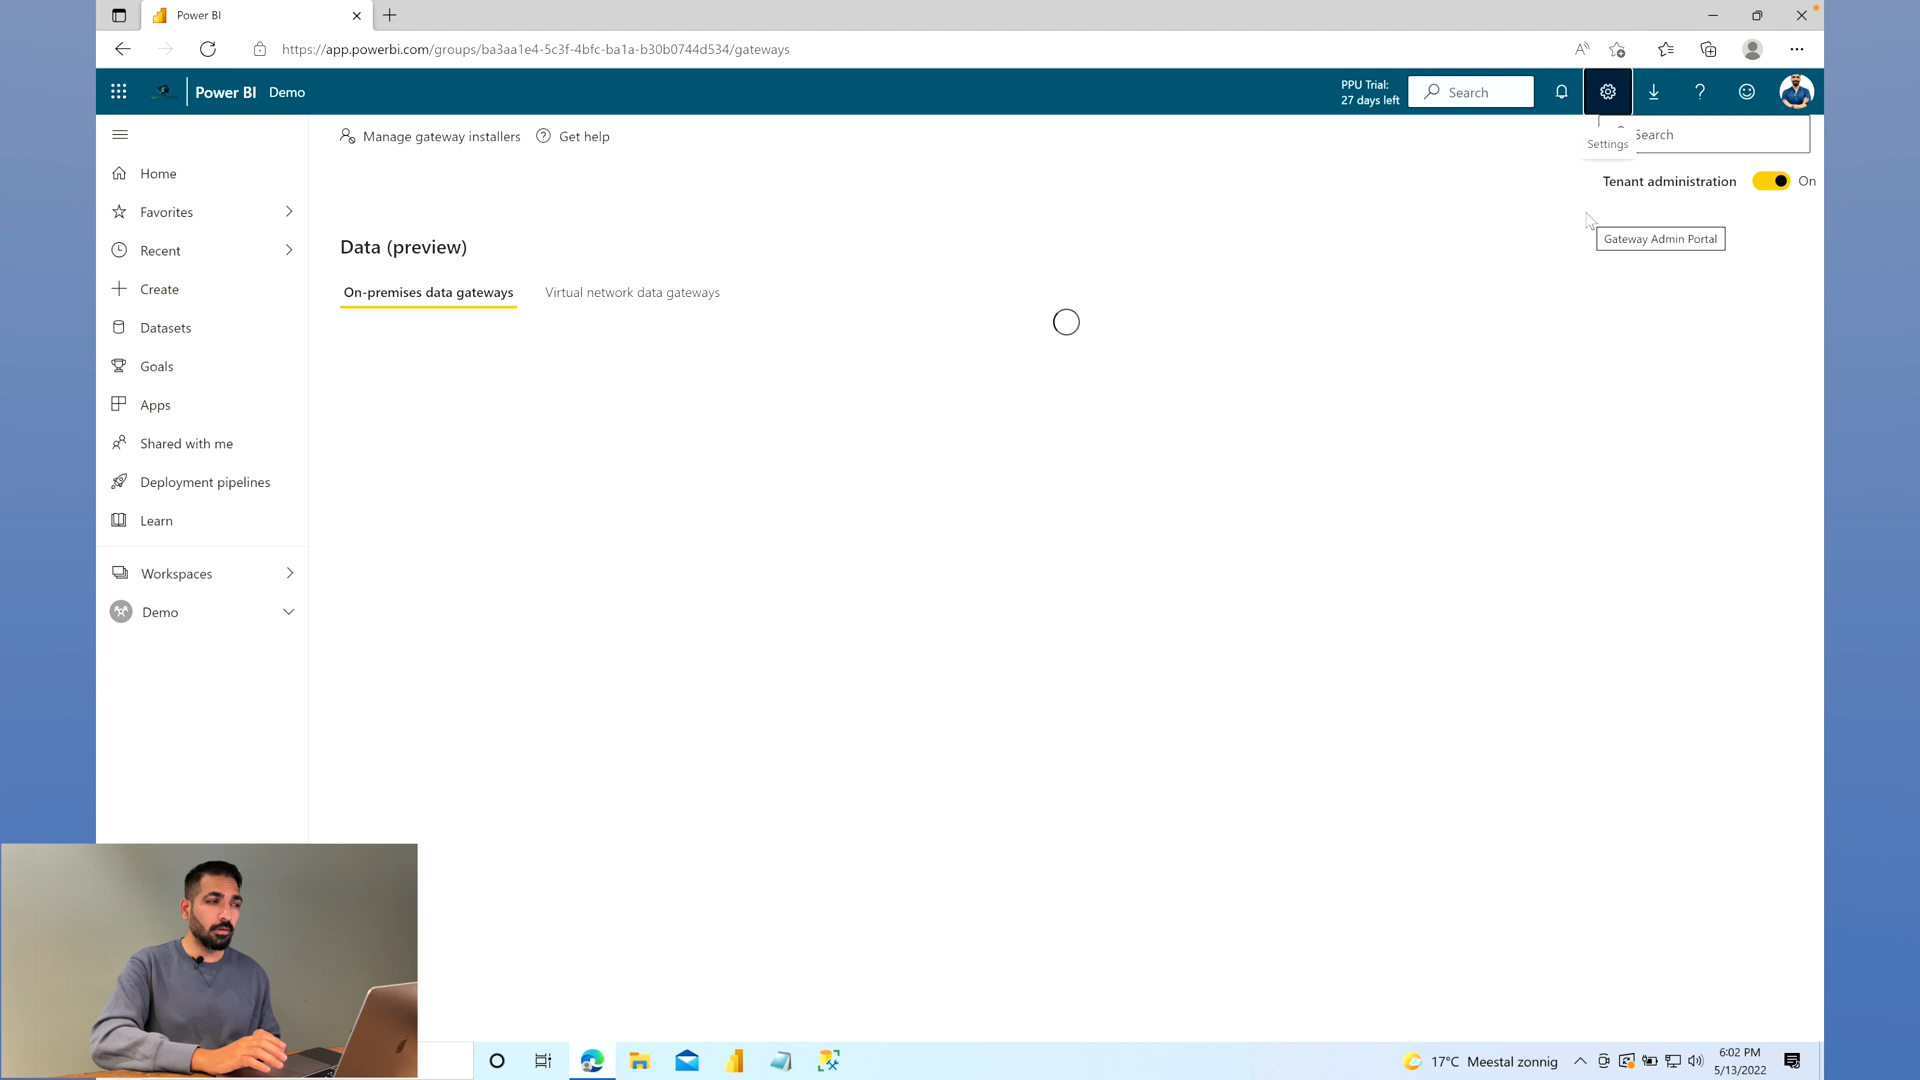 Power BI
https://app.powerbi.com/groups/ba3aa1e4-5c3f-4bfc-ba1a-b30b0744d534/gateways
Power BI Demo
PPU Trial:
27 days left
Search
Manage gateway installers
Get help
Search
Settings
Tenant administration
On
Gateway Admin Portal
Home
Favorites
Recent
Create
Datasets
Goals
Apps
Shared with me
Deployment pipelines
Learn
Workspaces
Demo
Data (preview)
On-premises data gateways
Virtual network data gateways
17°C Meestal zonnig
6:02 PM
5/13/2022